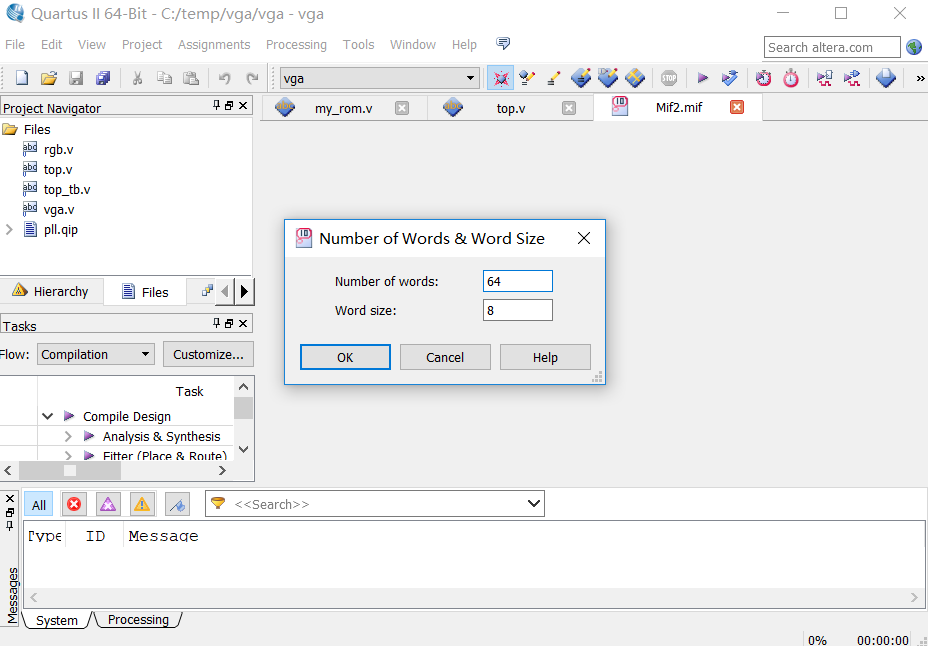 Quartus II 64-Bit - C:/temp/vga/vga - vga
File Edit View Project Assignments Processing Tools Window Help
Search altera.com
vga
STOP
»
Project Navigator
my_rom.v
top.v
Mif2.mif
Files
rgb.v
top.v
top_tb.v
vga.v
pll.qip
Hierarchy
Files
Number of Words & Word Size
Number of words: 64
Word size: 8
OK Cancel Help
Tasks
Flow: Compilation Customize...
Task
Compile Design
Analysis & Synthesis
Fitter (Place & Route)
All
<<Search>>
Type ID Message
Messages
System Processing
0% 00:00:00